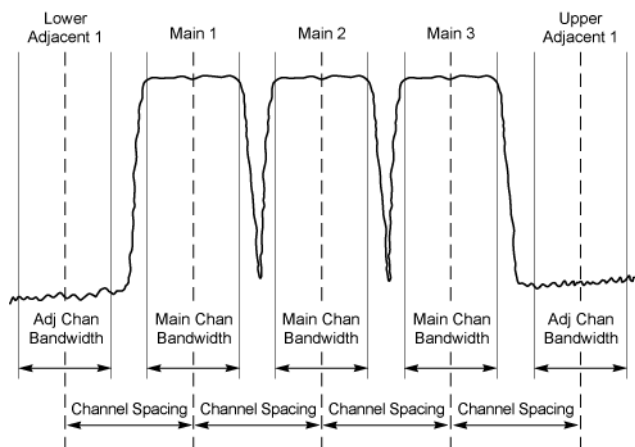 Lower
Adjacent 1
Main 1
Main 2
Main 3
Upper
Adjacent 1
Adj Chan
Bandwidth
Main Chan
Bandwidth
Main Chan
Bandwidth
Main Chan
Bandwidth
Adj Chan
Bandwidth
Channel Spacing
Channel Spacing
Channel Spacing
Channel Spacing